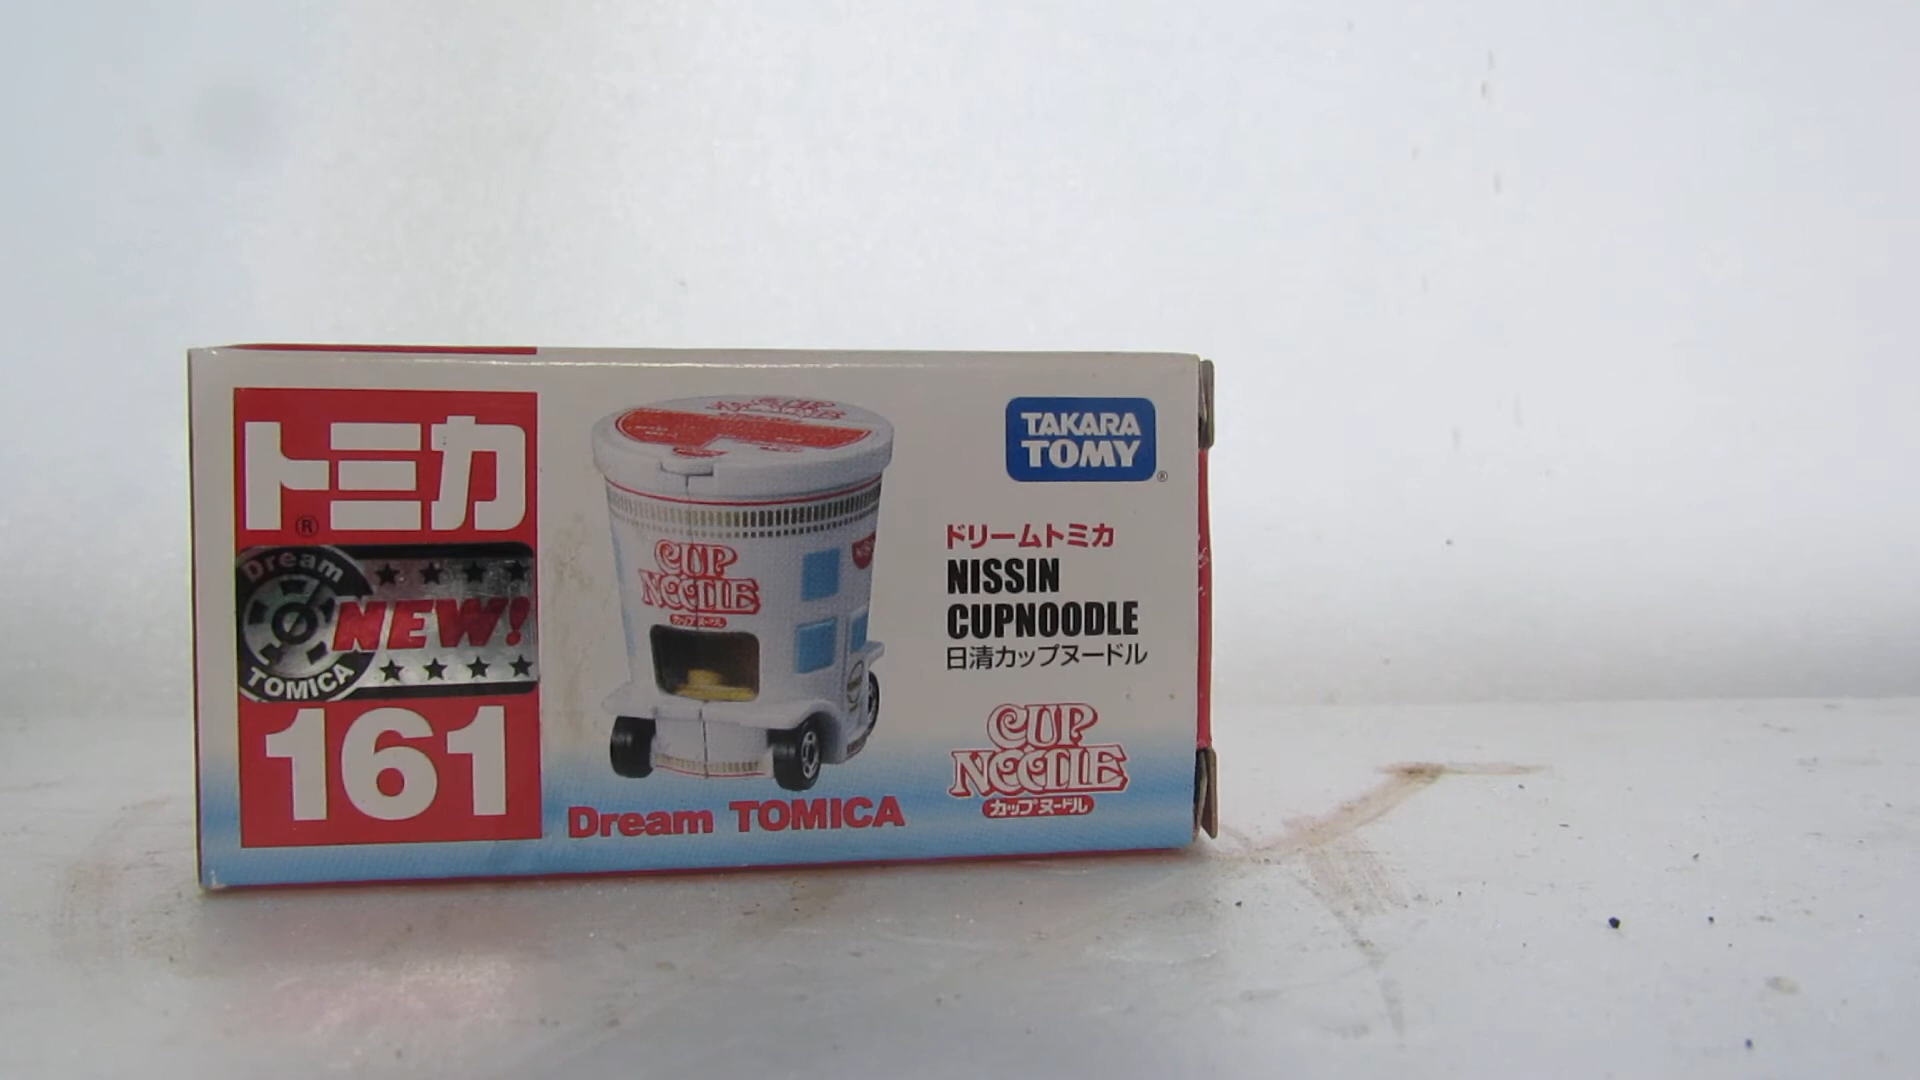 トミカ
®
Dream
NEW!
TOMICA
161
CUP
NOODLE
カップヌードル
Dream TOMICA
TAKARA
TOMY
®
ドリームトミカ
NISSIN
CUPNOODLE
日清カップヌードル
CUP
NOODLE
カップヌードル